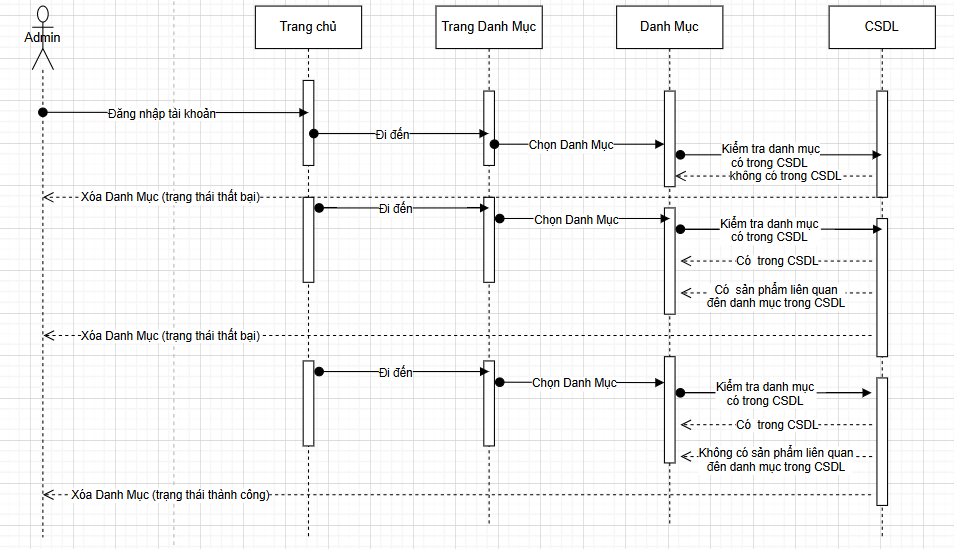 Admin
Trang chủ
Trang Danh Mục
Danh Mục
CSDL
Đăng nhập tài khoản
Đi đến
Chọn Danh Mục
Kiểm tra danh mục
có trong CSDL
không có trong CSDL
Xóa Danh Mục (trạng thái thất bại)
Đi đến
Chọn Danh Mục
Kiểm tra danh mục
có trong CSDL
Có trong CSDL
Có sản phẩm liên quan
đên danh mục trong CSDL
Xóa Danh Mục (trạng thái thất bại)
Đi đến
Chọn Danh Mục
Kiểm tra danh mục
có trong CSDL
Có trong CSDL
Không có sản phẩm liên quan
đên danh mục trong CSDL
Xóa Danh Mục (trạng thái thành công)